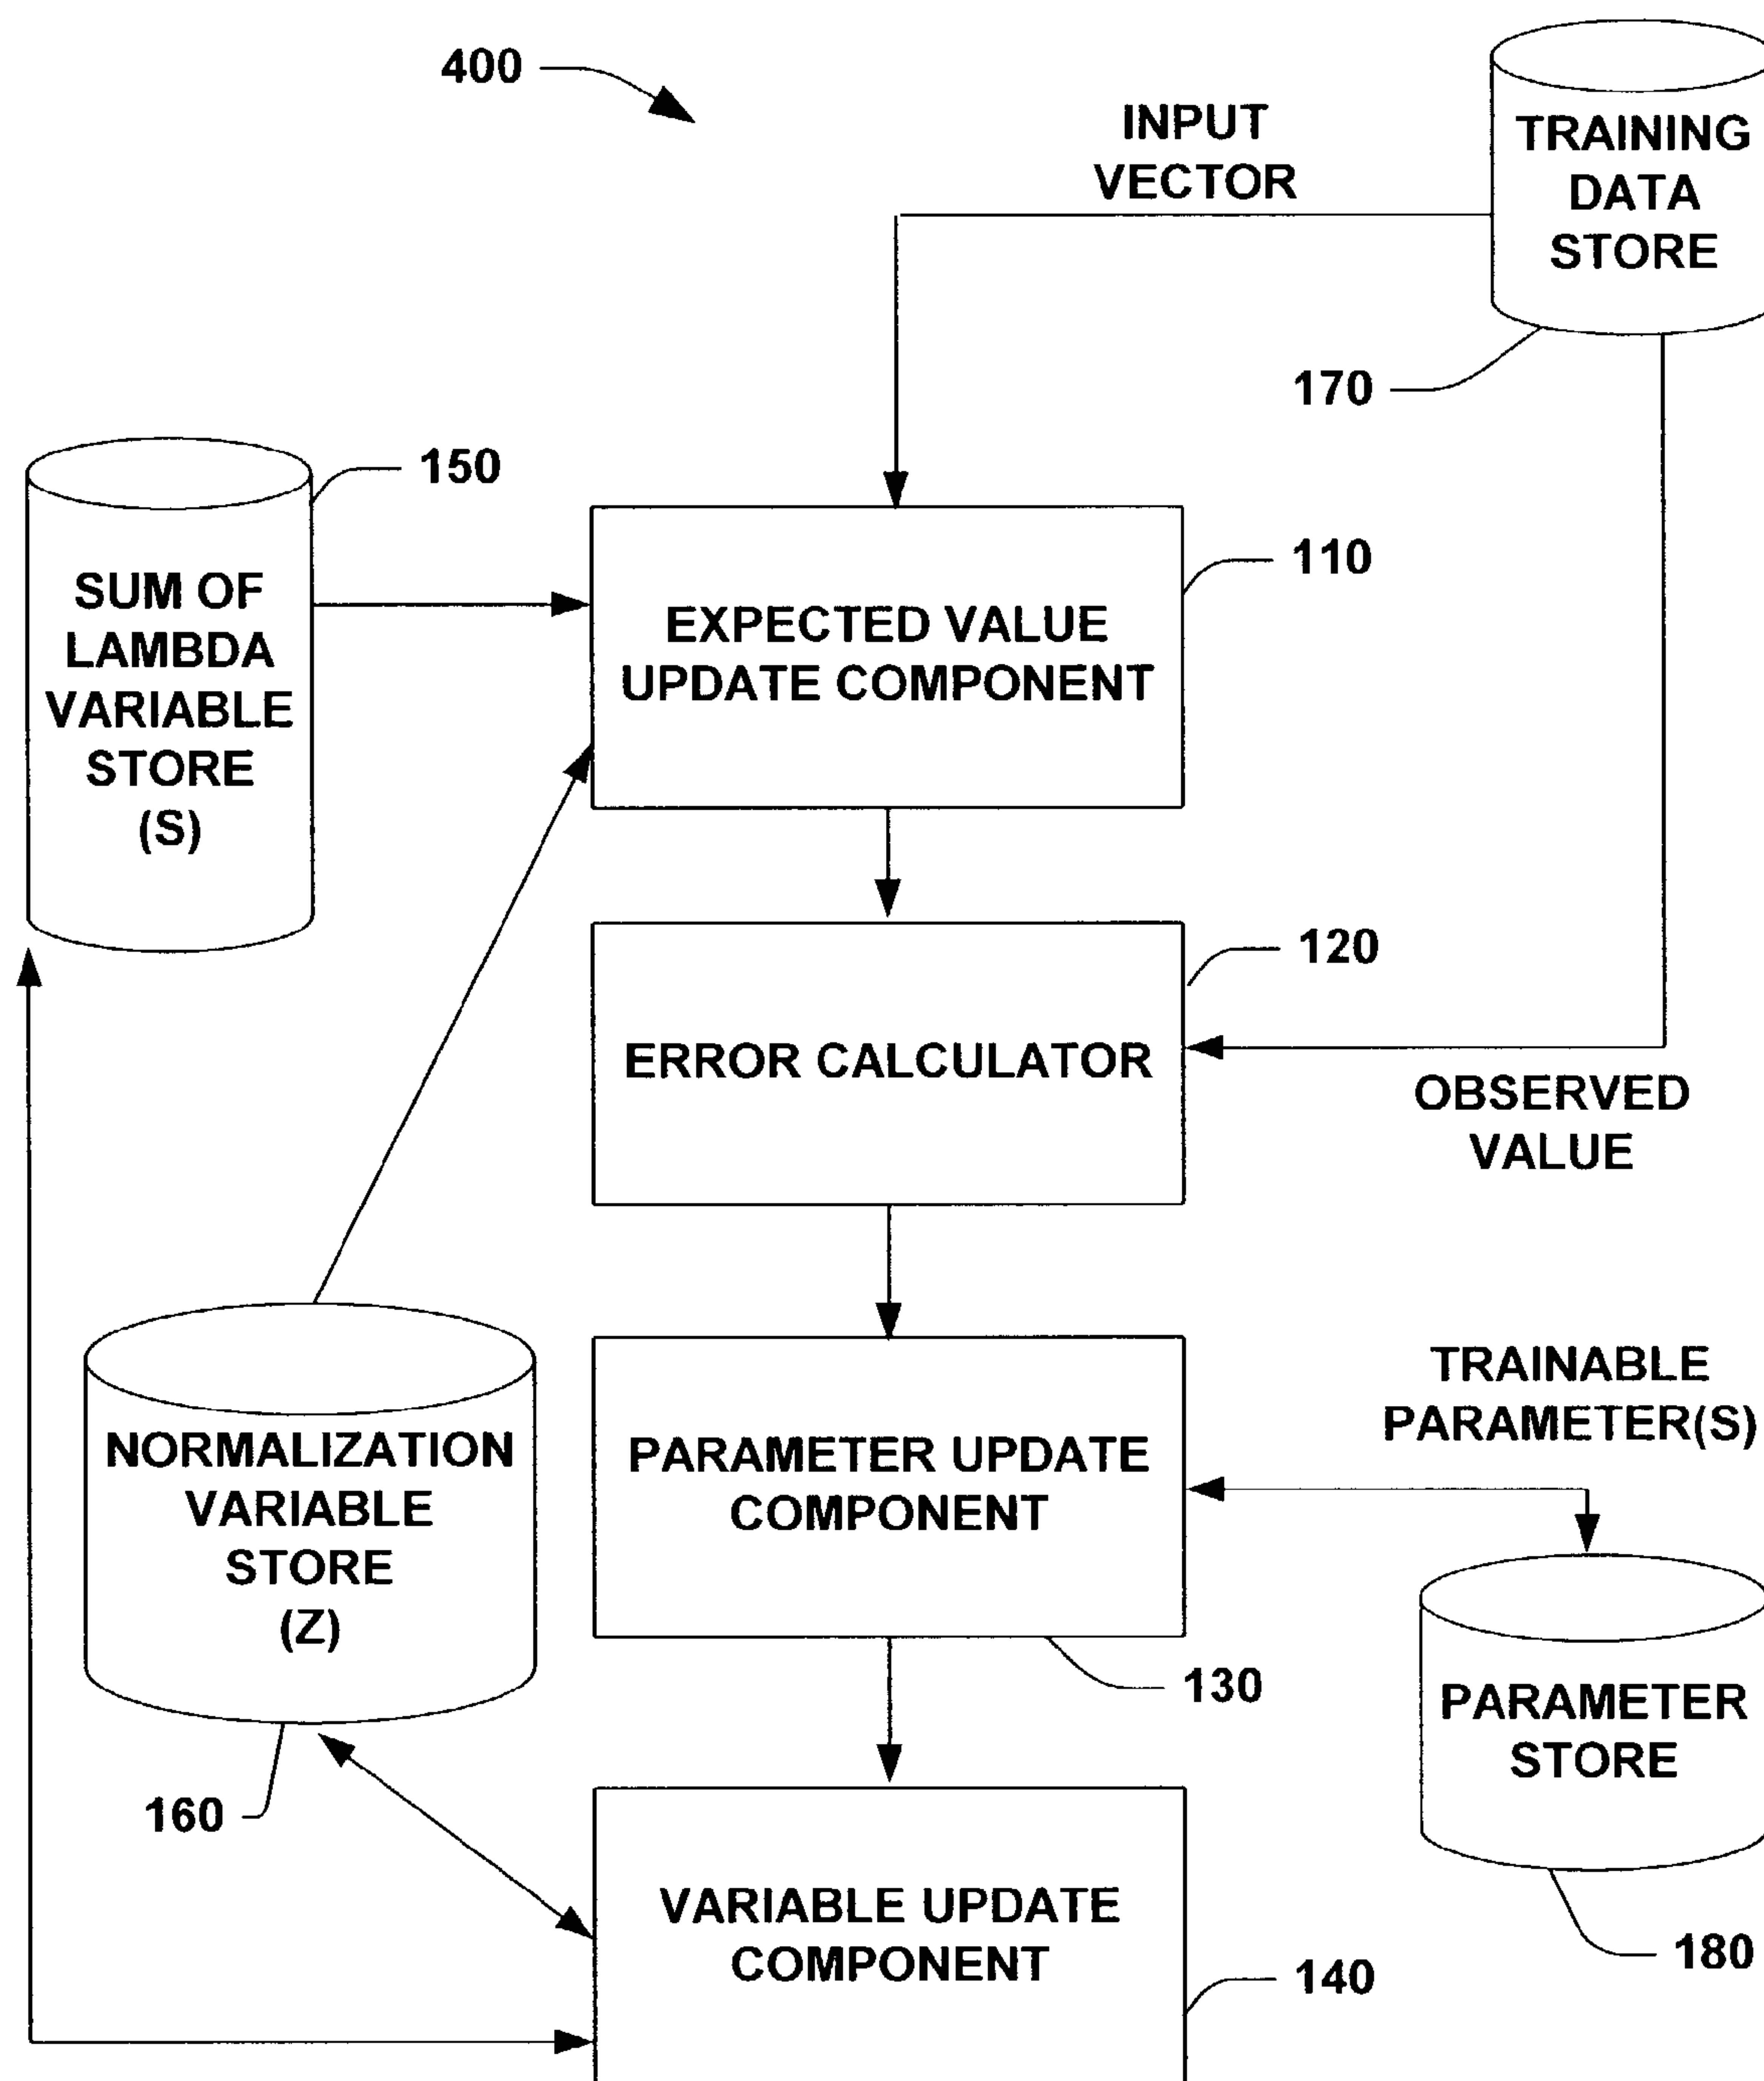 400
INPUT
VECTOR
TRAINING
DATA
STORE
170
150
SUM OF
LAMBDA
VARIABLE
STORE
(S)
110
EXPECTED VALUE
UPDATE COMPONENT
120
ERROR CALCULATOR
OBSERVED
VALUE
NORMALIZATION
VARIABLE
STORE
(Z)
160
PARAMETER UPDATE
COMPONENT
130
TRAINABLE
PARAMETER(S)
PARAMETER
STORE
180
VARIABLE UPDATE
COMPONENT
140